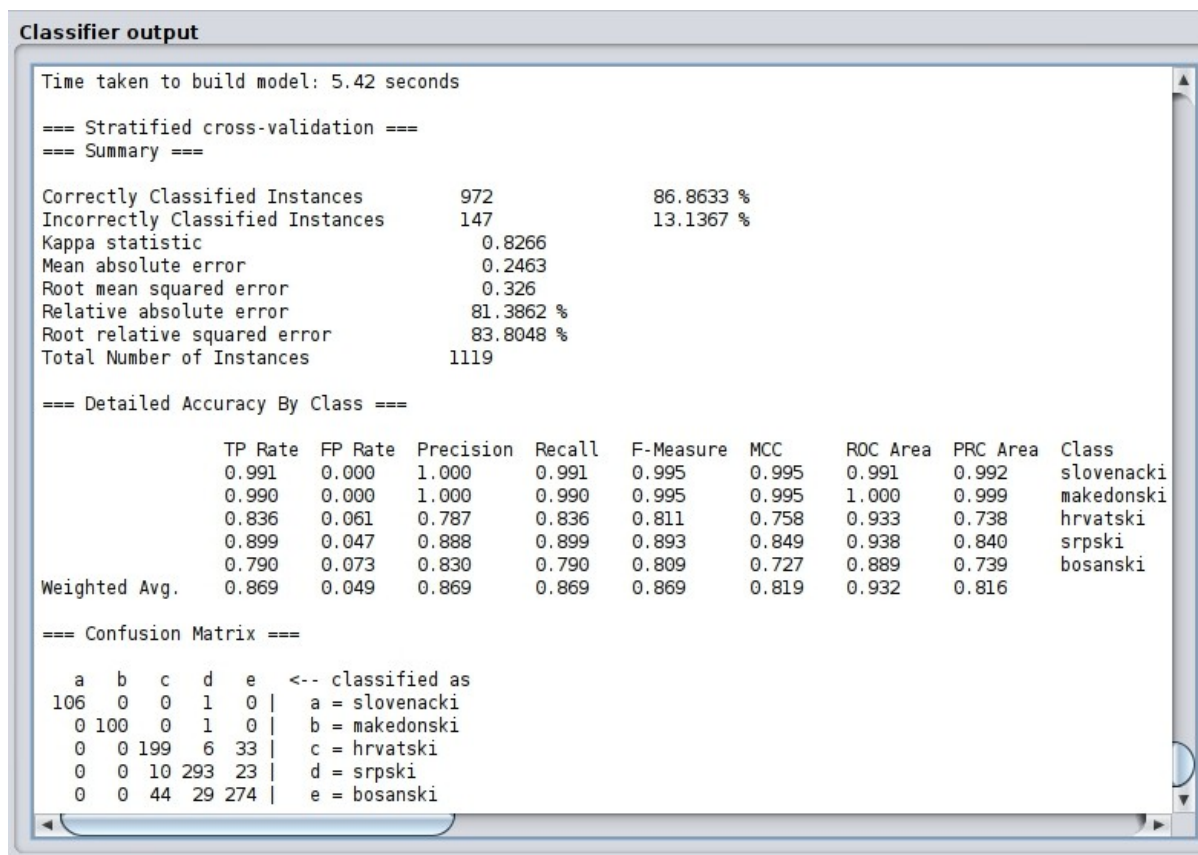 Classifier output
Time taken to build model: 5.42 seconds
=== Stratified cross-validation ===
=== Summary ===
Correctly Classified Instances 972 86.8633 %
Incorrectly Classified Instances 147 13.1367 %
Kappa statistic 0.8266
Mean absolute error 0.2463
Root mean squared error 0.326
Relative absolute error 81.3862 %
Root relative squared error 83.8048 %
Total Number of Instances 1119
=== Detailed Accuracy By Class ===
TP Rate FP Rate Precision Recall F-Measure MCC ROC Area PRC Area Class
0.991 0.000 1.000 0.991 0.995 0.995 0.991 0.992 slovenacki
0.990 0.000 1.000 0.990 0.995 0.995 1.000 0.999 makedonski
0.836 0.061 0.787 0.836 0.811 0.758 0.933 0.738 hrvatski
0.899 0.047 0.888 0.899 0.893 0.849 0.938 0.840 srpski
0.790 0.073 0.830 0.790 0.809 0.727 0.889 0.739 bosanski
Weighted Avg. 0.869 0.049 0.869 0.869 0.869 0.819 0.932 0.816
=== Confusion Matrix ===
a b c d e <-- classified as
106 0 0 1 0 | a = slovenacki
0 100 0 1 0 | b = makedonski
0 0 199 6 33 | c = hrvatski
0 0 10 293 23 | d = srpski
0 0 44 29 274 | e = bosanski